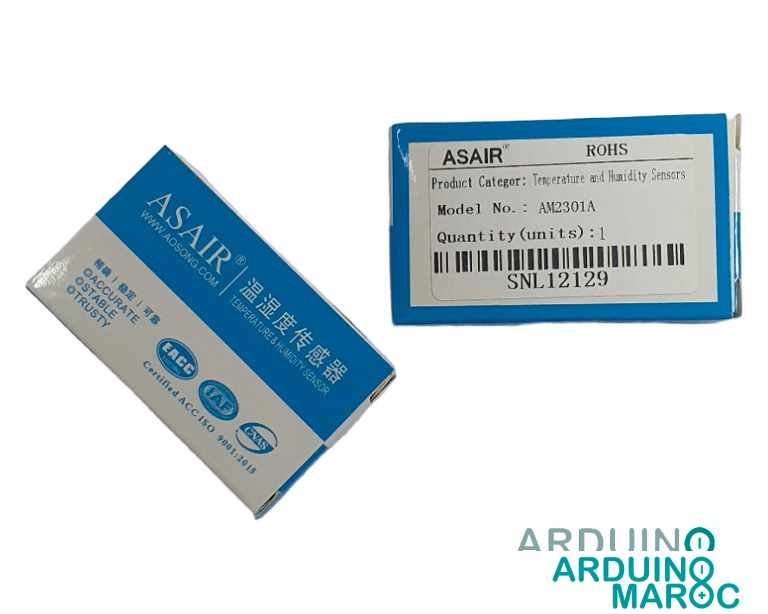 ASAIR®
WWW.AOSONG.COM
温湿度传感器
TEMPERATURE & HUMIDITY SENSOR
精确 | 稳定 | 可靠
ACCURATE
STABLE
TRUSTY
EACC
IAF
CNAS
Certified ACC ISO 9001:2015
ASAIR® ROHS
Product Categor: Temperature and Humidity Sensors
Model No.: AM2301A
Quantity(units):1
SNL12129
ARDUINO
ARDUINO
MAROC